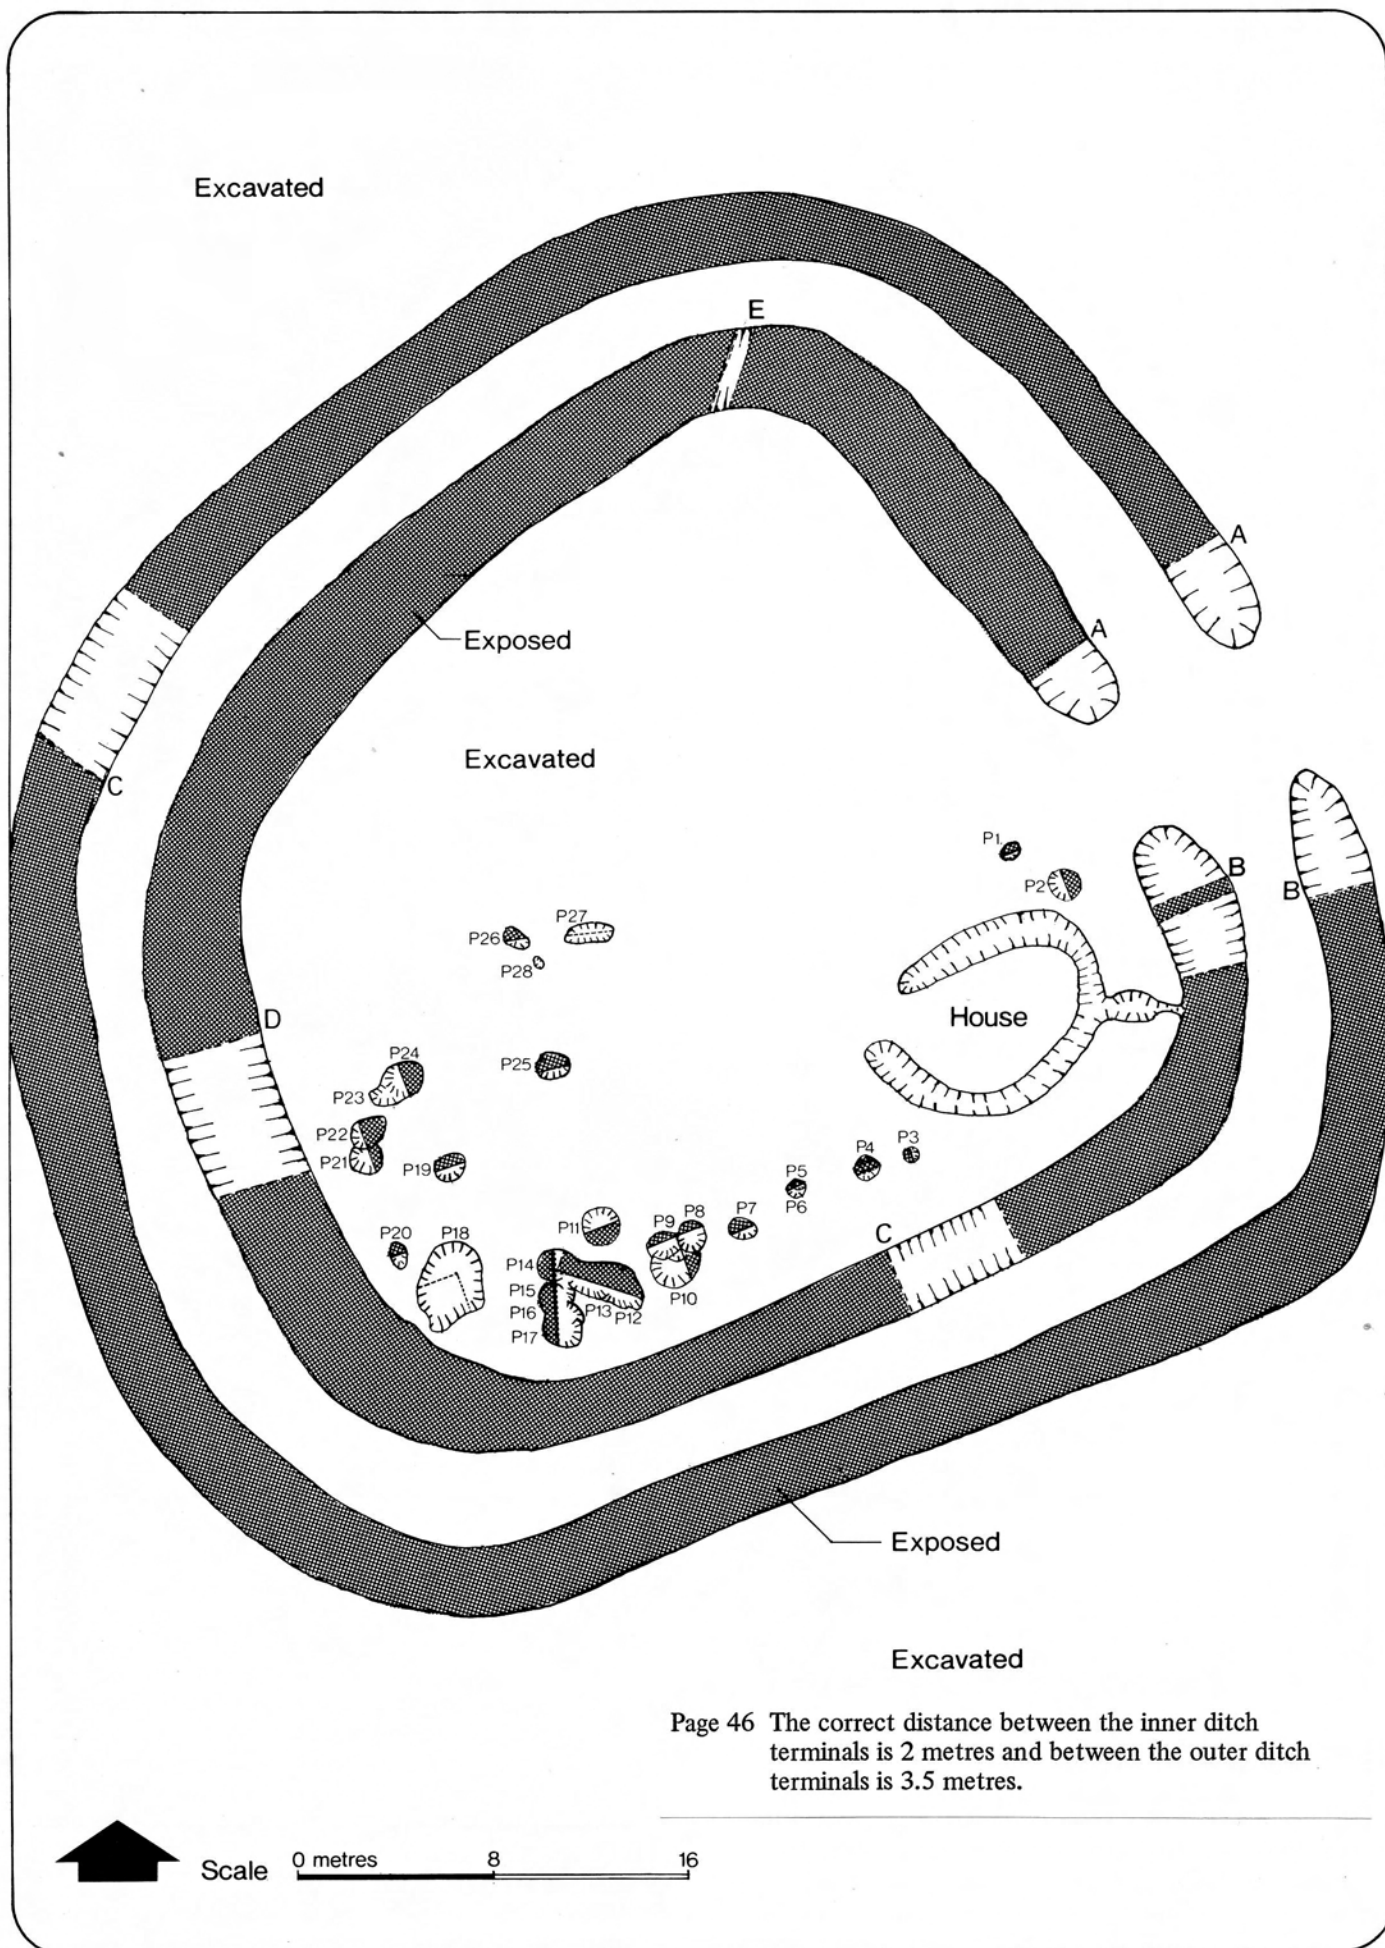 Excavated
E
A
A
Exposed
Excavated
C
P1
P2
B
B
P27
P26
P28
House
D
P24
P25
P23
P22
P21
P19
P3
P4
P5
P6
P20
P18
P11
P9
P8
P7
C
P14
P15
P16
P13
P12
P10
P17
Exposed
Excavated
Page 46 The correct distance between the inner ditch
terminals is 2 metres and between the outer ditch
terminals is 3.5 metres.
Scale 0 metres 8 16